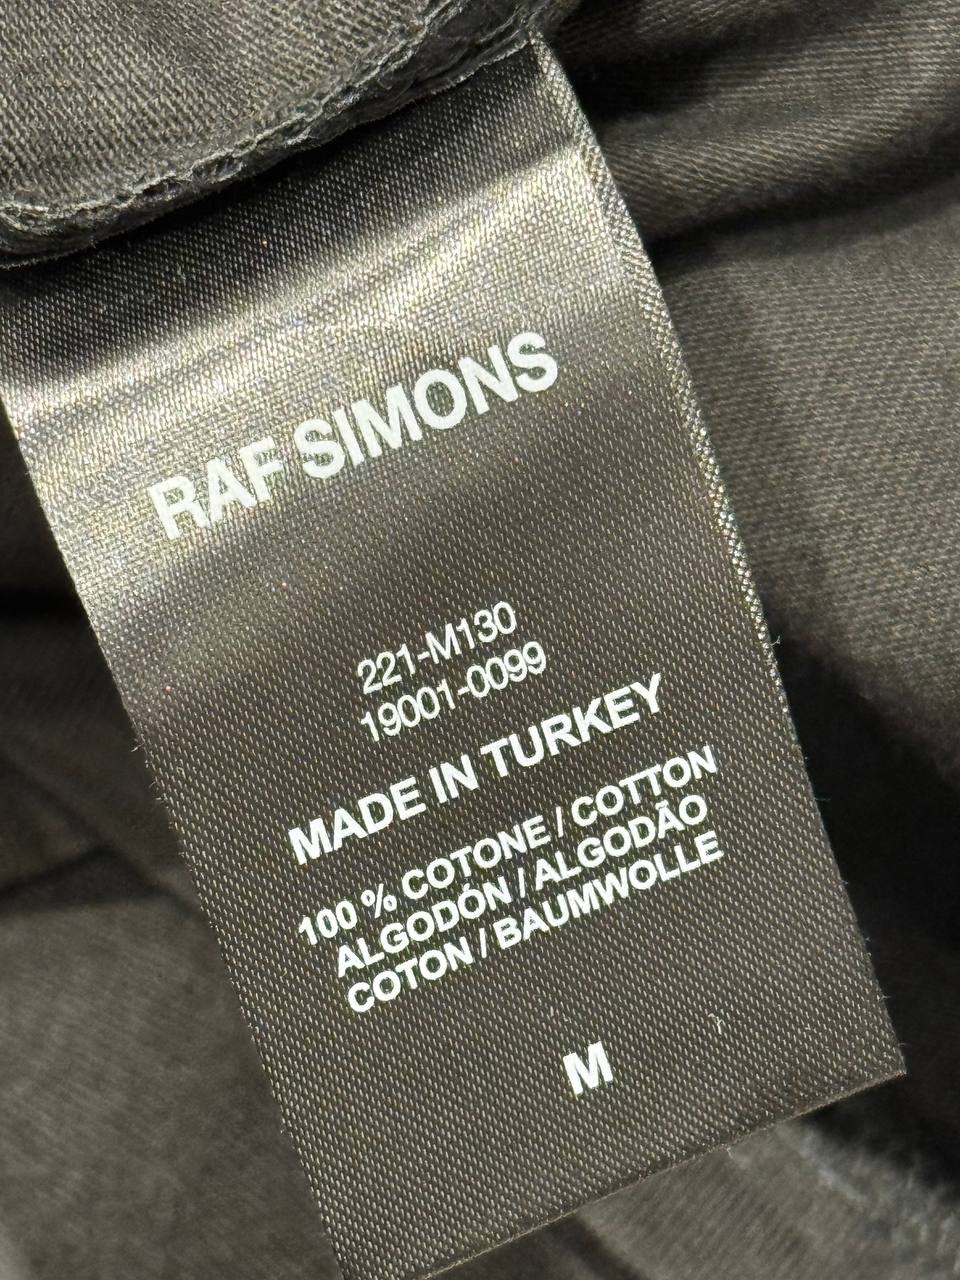 RAF SIMONS
221-M130
19001-0099
MADE IN TURKEY
100 % COTONE / COTTON
ALGODÓN / ALGODÃO
COTON / BAUMWOLLE
M